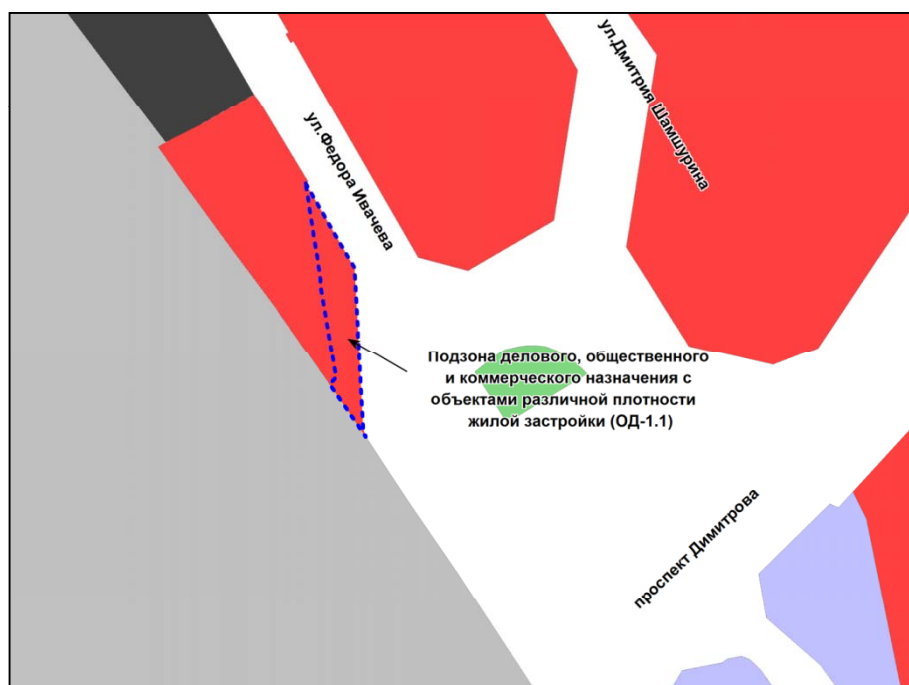 ул.Дмитрия Шамшурина
ул.Федора Ивачева
Подзона делового, общественного
и коммерческого назначения с
объектами различной плотности
жилой застройки (ОД-1.1)
проспект Димитрова